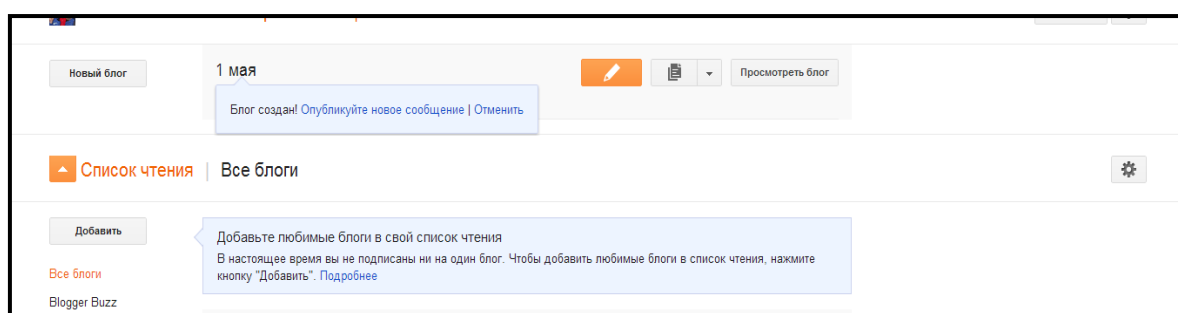 Новый блог
1 мая
Просмотреть блог
Блог создан! Опубликуйте новое сообщение | Отменить
Список чтения | Все блоги
Добавить
Добавьте любимые блоги в свой список чтения
В настоящее время вы не подписаны ни на один блог. Чтобы добавить любимые блоги в список чтения, нажмите
кнопку "Добавить". Подробнее
Все блоги
Blogger Buzz